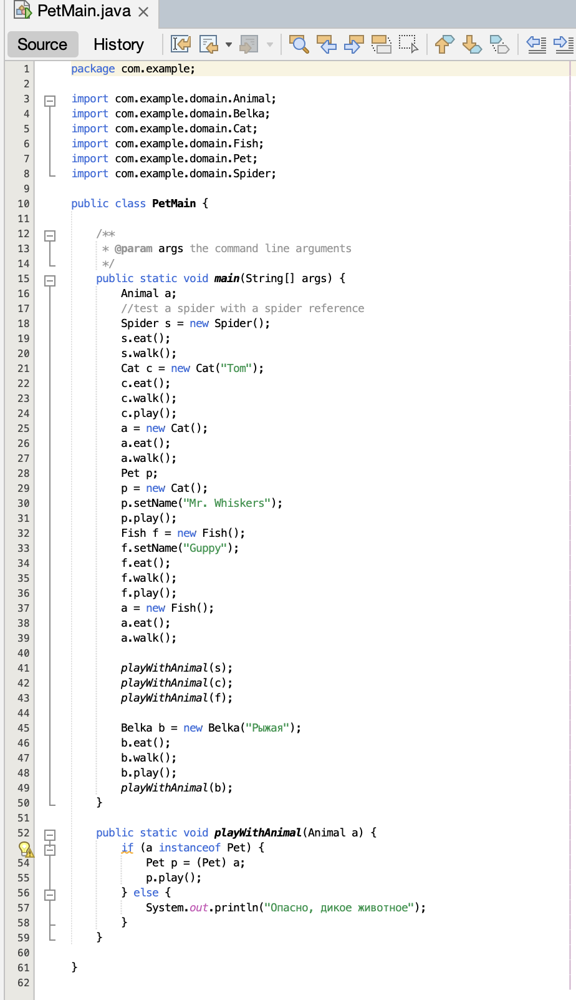 PetMain.java
Source History
1 package com.example;
2
3 import com.example.domain.Animal;
4 import com.example.domain.Belka;
5 import com.example.domain.Cat;
6 import com.example.domain.Fish;
7 import com.example.domain.Pet;
8 import com.example.domain.Spider;
9
10 public class PetMain {
11
12 /**
13 * @param args the command line arguments
14 */
15 public static void main(String[] args) {
16 Animal a;
17 //test a spider with a spider reference
18 Spider s = new Spider();
19 s.eat();
20 s.walk();
21 Cat c = new Cat("Tom");
22 c.eat();
23 c.walk();
24 c.play();
25 a = new Cat();
26 a.eat();
27 a.walk();
28 Pet p;
29 p = new Cat();
30 p.setName("Mr. Whiskers");
31 p.play();
32 Fish f = new Fish();
33 f.setName("Guppy");
34 f.eat();
35 f.walk();
36 f.play();
37 a = new Fish();
38 a.eat();
39 a.walk();
40
41 playWithAnimal(s);
42 playWithAnimal(c);
43 playWithAnimal(f);
44
45 Belka b = new Belka("Рыжая");
46 b.eat();
47 b.walk();
48 b.play();
49 playWithAnimal(b);
50 }
51
52 public static void playWithAnimal(Animal a) {
if (a instanceof Pet) {
54 Pet p = (Pet) a;
55 p.play();
56 } else {
57 System.out.println("Опасно, дикое животное");
58 }
59 }
60
61 }
62